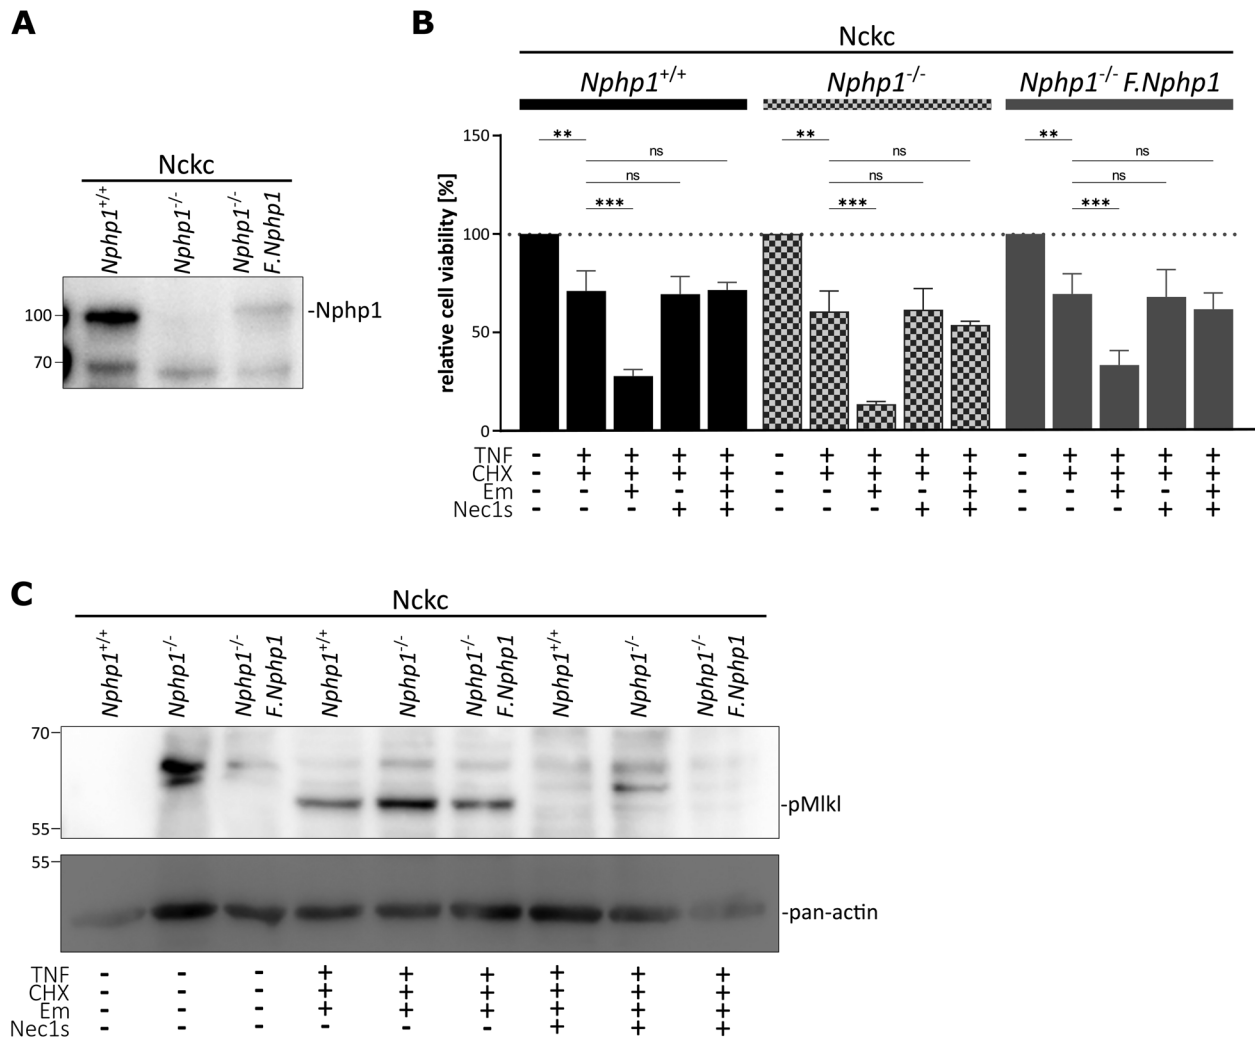 A
Nckc
Nphp1+/+
Nphp1-/-
Nphp1-/-
F.Nphp1
100
70
-Nphp1
B
Nckc
Nphp1+/+ Nphp1-/- Nphp1-/- F.Nphp1
relative cell viability [%]
150
100
50
0
** ** **
ns ns ns
ns ns ns
*** *** ***
TNF - + + + + - + + + + - + + + +
CHX - + + + + - + + + + - + + + +
Em - - + - + - - + - + - - + - +
Nec1s - - - + + - - - + + - - - + +
C
Nckc
Nphp1+/+
Nphp1-/-
Nphp1-/-
F.Nphp1
Nphp1+/+
Nphp1-/-
Nphp1-/-
F.Nphp1
Nphp1+/+
Nphp1-/-
Nphp1-/-
F.Nphp1
70
55
-pMlkl
55
-pan-actin
TNF - - - + + + + + +
CHX - - - + + + + + +
Em - - - + + + + + +
Nec1s - - - - - - + + +